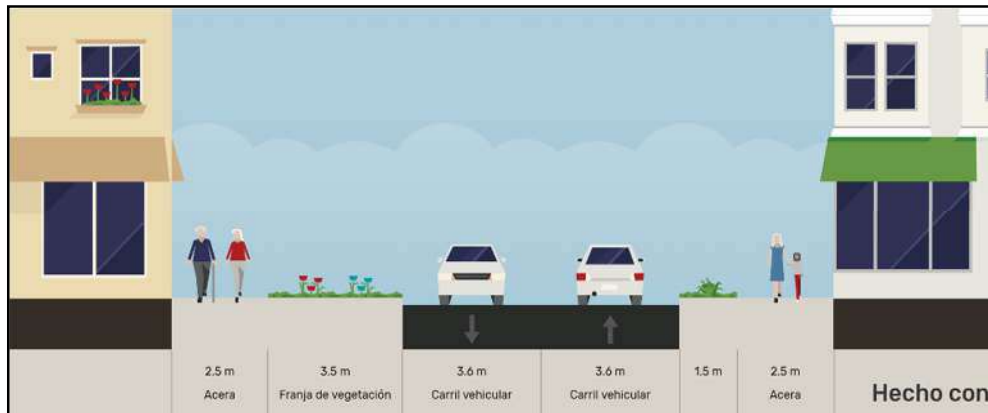 2.5 m
Acera
3.5 m
Franja de vegetación
3.6 m
Carril vehicular
3.6 m
Carril vehicular
1.5 m
2.5 m
Acera
Hecho con